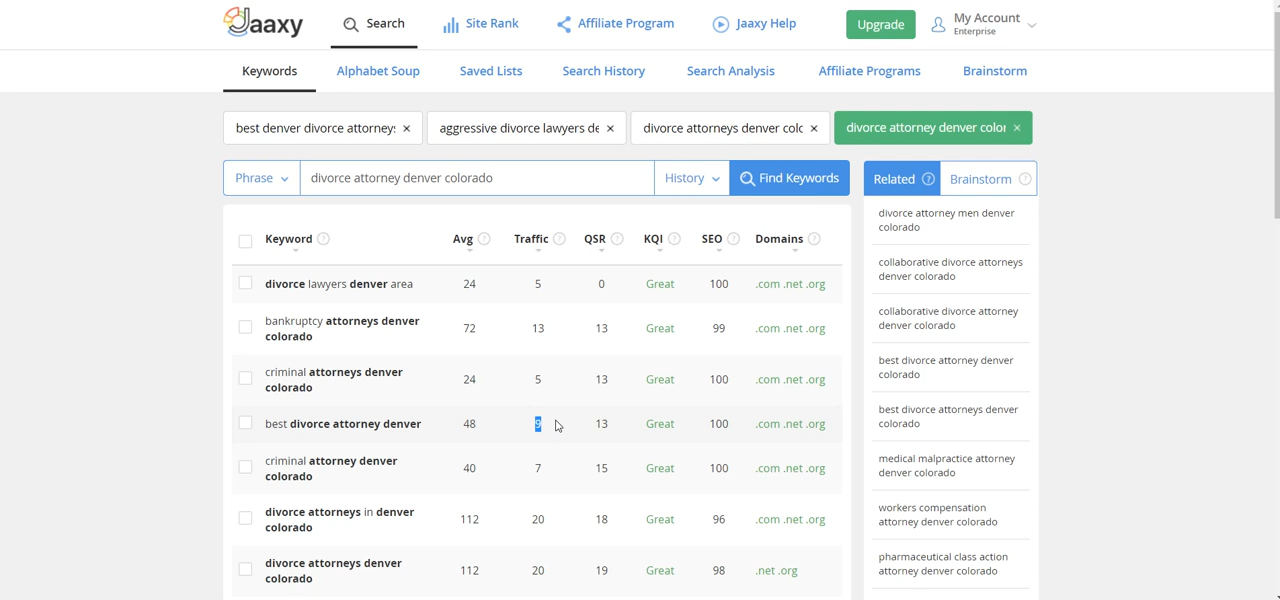 Jaaxy
Search
Site Rank
Affiliate Program
Jaaxy Help
Upgrade
My Account
Enterprise
Keywords
Alphabet Soup
Saved Lists
Search History
Search Analysis
Affiliate Programs
Brainstorm
best denver divorce attorneys ×
aggressive divorce lawyers de ×
divorce attorneys denver colo ×
divorce attorney denver color ×
Phrase
divorce attorney denver colorado
History
Find Keywords
Related ?
Brainstorm ?
Keyword ? Avg ? Traffic ? QSR ? KQI ? SEO ? Domains ?
divorce lawyers denver area 24 5 0 Great 100 .com .net .org
bankruptcy attorneys denver
colorado 72 13 13 Great 99 .com .net .org
criminal attorneys denver
colorado 24 5 13 Great 100 .com .net .org
best divorce attorney denver 48 9 13 Great 100 .com .net .org
criminal attorney denver
colorado 40 7 15 Great 100 .com .net .org
divorce attorneys in denver
colorado 112 20 18 Great 96 .com .net .org
divorce attorneys denver
colorado 112 20 19 Great 98 .net .org
divorce attorney men denver
colorado
collaborative divorce attorneys
denver colorado
collaborative divorce attorney
denver colorado
best divorce attorney denver
colorado
best divorce attorneys denver
colorado
medical malpractice attorney
denver colorado
workers compensation
attorney denver colorado
pharmaceutical class action
attorney denver colorado